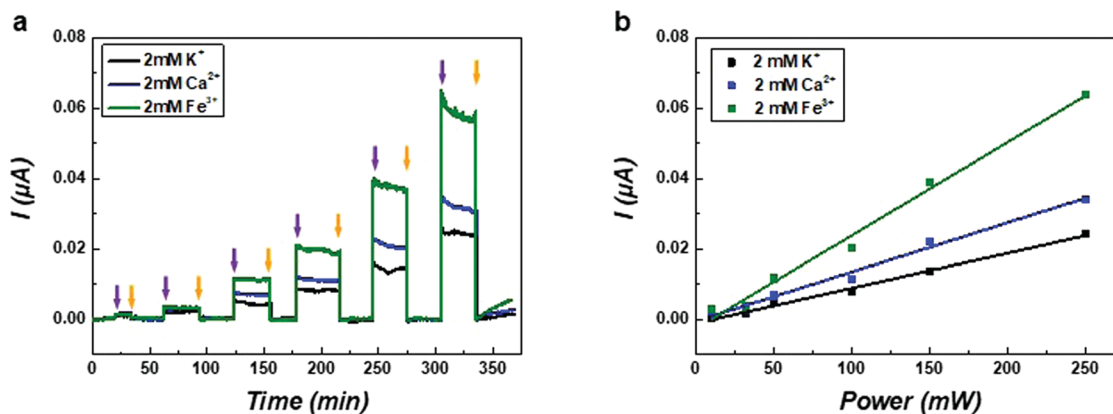 a
0.08
0.06
0.04
0.02
0.00
I (μA)
2mM K⁺
2mM Ca²⁺
2mM Fe³⁺
0 50 100 150 200 250 300 350
Time (min)
b
0.08
0.06
0.04
0.02
0.00
I (μA)
2 mM K⁺
2 mM Ca²⁺
2 mM Fe³⁺
0 50 100 150 200 250
Power (mW)